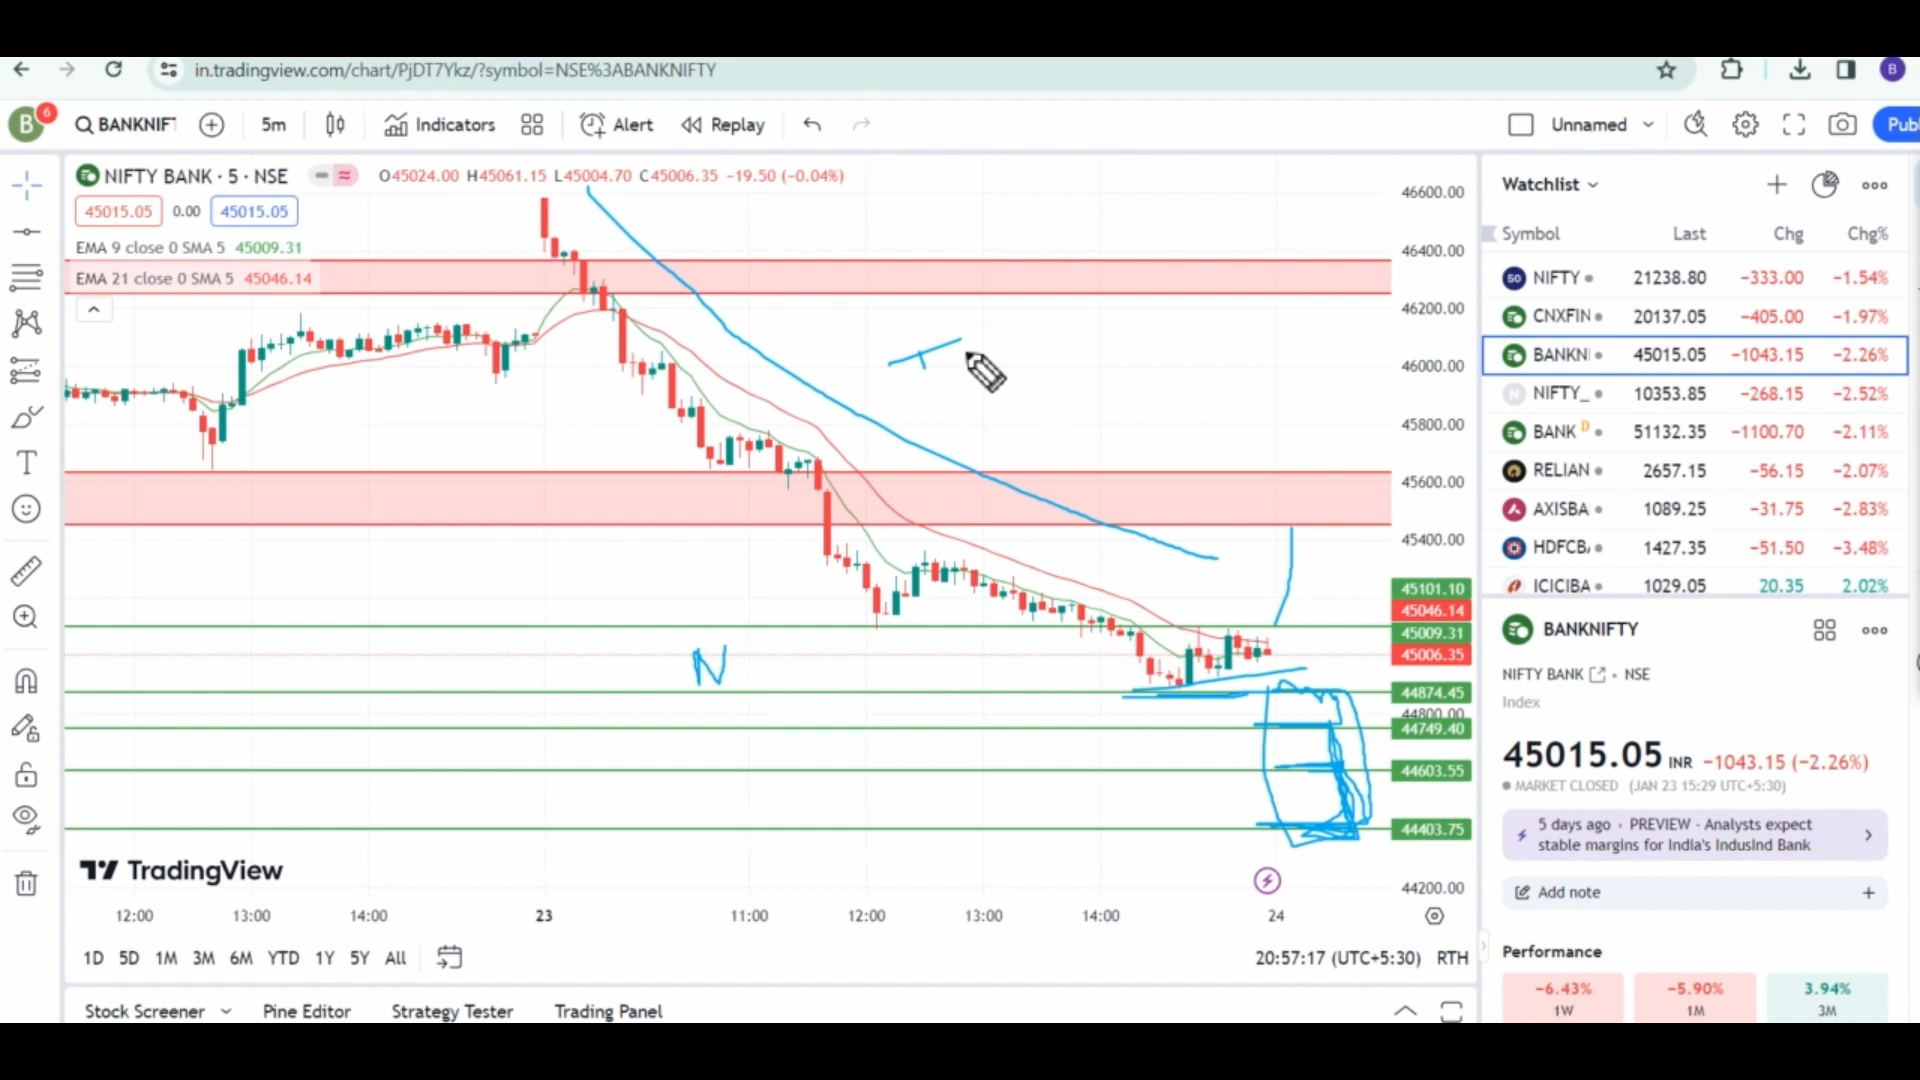 in.tradingview.com/chart/PjDT7Ykz/?symbol=NSE%3ABANKNIFTY
B
B 6
BANKNIF
5m
Indicators
Alert
Replay
Unnamed
Publ
NIFTY BANK · 5 · NSE
O45024.00 H45061.15 L45004.70 C45006.35 −19.50 (−0.04%)
45015.05 0.00 45015.05
EMA 9 close 0 SMA 5 45009.31
EMA 21 close 0 SMA 5 45046.14
N
46600.00
46400.00
46200.00
46000.00
45800.00
45600.00
45400.00
45101.10
45046.14
45009.31
45006.35
44874.45
44800.00
44749.40
44603.55
44403.75
44200.00
TradingView
12:00 13:00 14:00 23 11:00 12:00 13:00 14:00 24
1D 5D 1M 3M 6M YTD 1Y 5Y All
20:57:17 (UTC+5:30) RTH
Stock Screener Pine Editor Strategy Tester Trading Panel
Watchlist
Symbol Last Chg Chg%
50 NIFTY 21238.80 −333.00 −1.54%
CNXFIN 20137.05 −405.00 −1.97%
BANKNI 45015.05 −1043.15 −2.26%
N NIFTY_ 10353.85 −268.15 −2.52%
BANK D 51132.35 −1100.70 −2.11%
RELIAN 2657.15 −56.15 −2.07%
AXISBA 1089.25 −31.75 −2.83%
HDFCB 1427.35 −51.50 −3.48%
ICICIBA 1029.05 20.35 2.02%
BANKNIFTY
NIFTY BANK • NSE
Index
45015.05 INR −1043.15 (−2.26%)
MARKET CLOSED (JAN 23 15:29 UTC+5:30)
5 days ago • PREVIEW - Analysts expect
stable margins for India's IndusInd Bank
Add note
Performance
−6.43% −5.90% 3.94%
1W 1M 3M